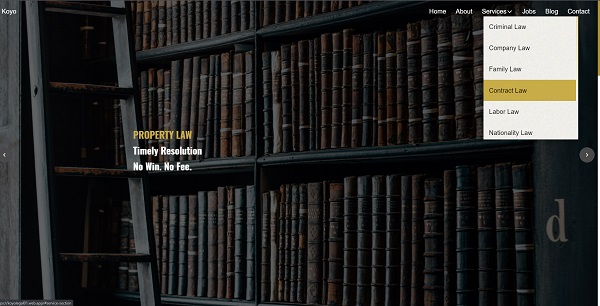 Koyo
Home About Services Jobs Blog Contact
Criminal Law
Company Law
Family Law
Contract Law
Labor Law
Nationality Law
PROPERTY LAW
Timely Resolution
No Win. No Fee.
d